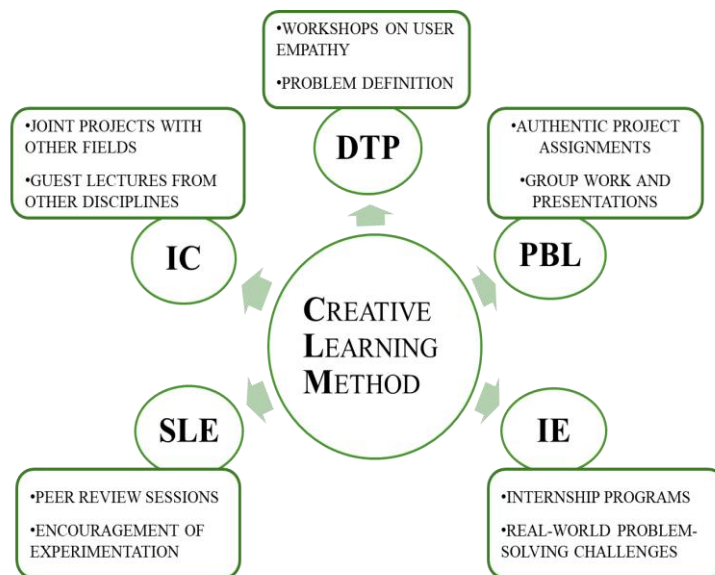 •WORKSHOPS ON USER
EMPATHY
•PROBLEM DEFINITION
DTP
•JOINT PROJECTS WITH
OTHER FIELDS
•GUEST LECTURES FROM
OTHER DISCIPLINES
IC
•AUTHENTIC PROJECT
ASSIGNMENTS
•GROUP WORK AND
PRESENTATIONS
PBL
CREATIVE
LEARNING
METHOD
SLE
•PEER REVIEW SESSIONS
•ENCOURAGEMENT OF
EXPERIMENTATION
IE
•INTERNSHIP PROGRAMS
•REAL-WORLD PROBLEM-
SOLVING CHALLENGES